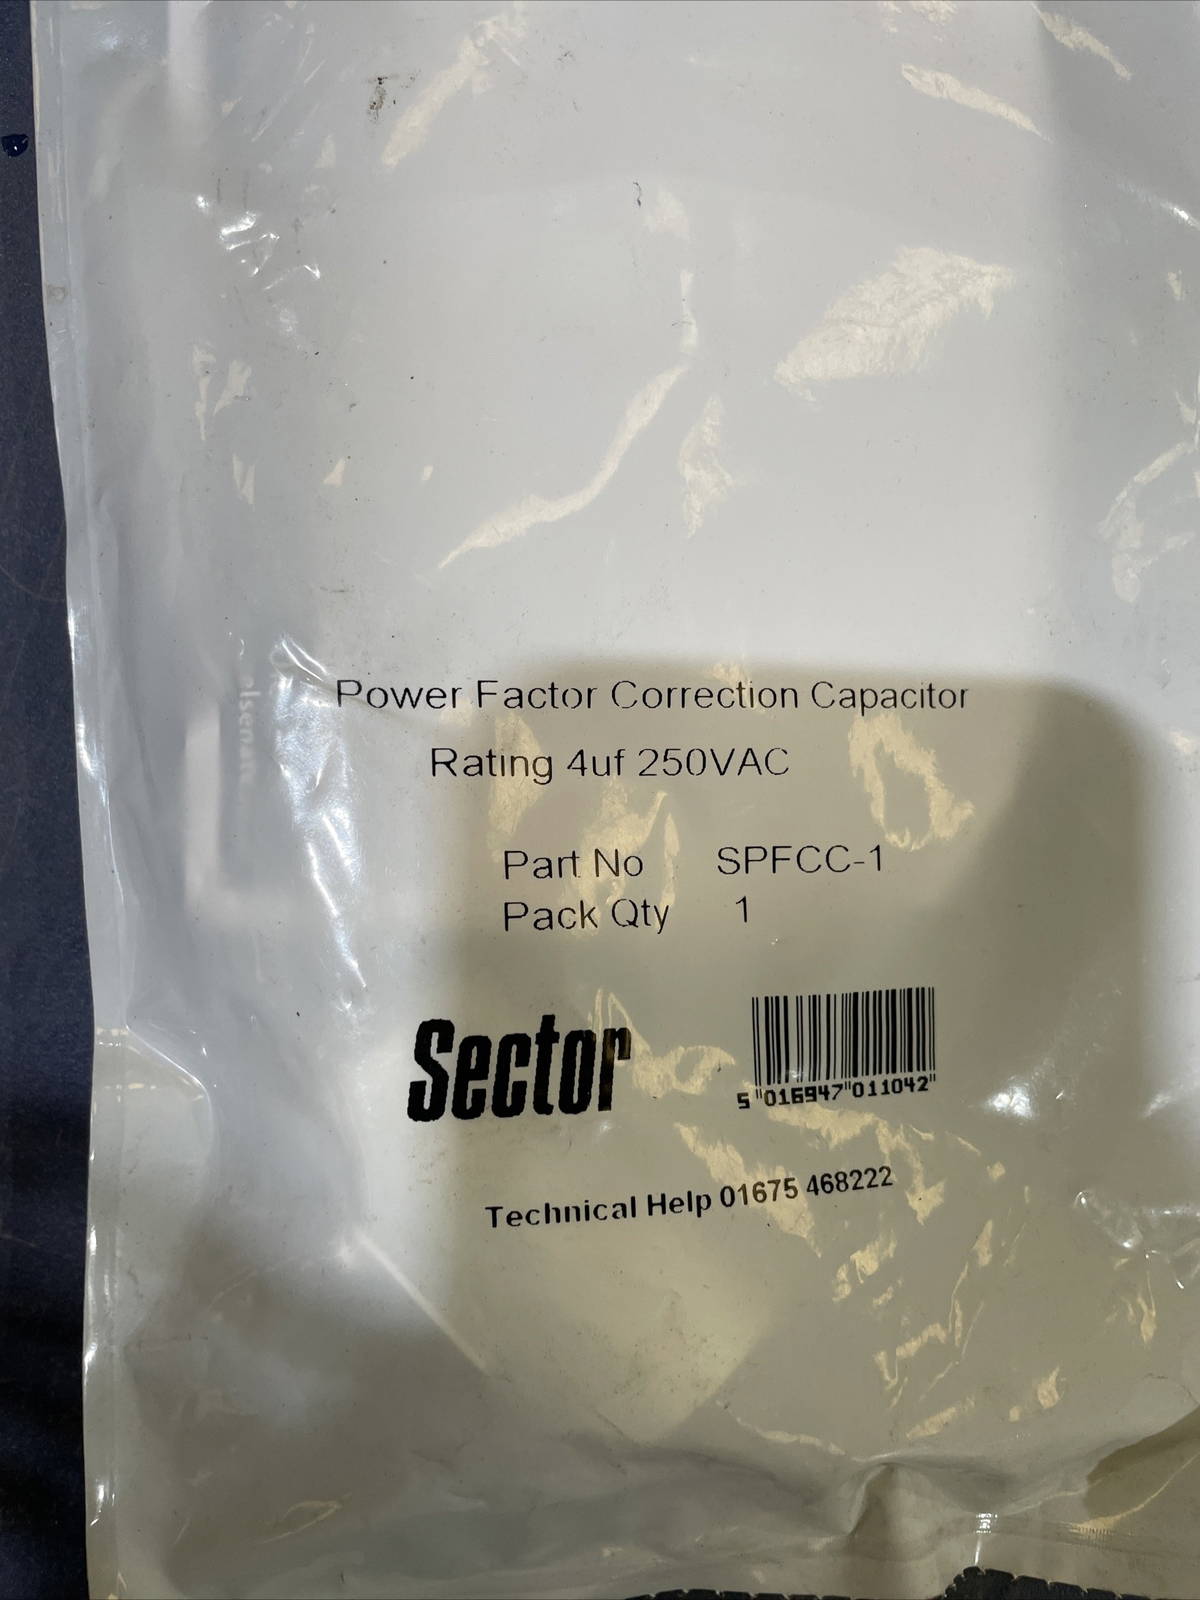 Power Factor Correction Capacitor
Rating 4uf 250VAC
Part No SPFCC-1
Pack Qty 1
Sector
5 "016947"011042"
Technical Help 01675 468222